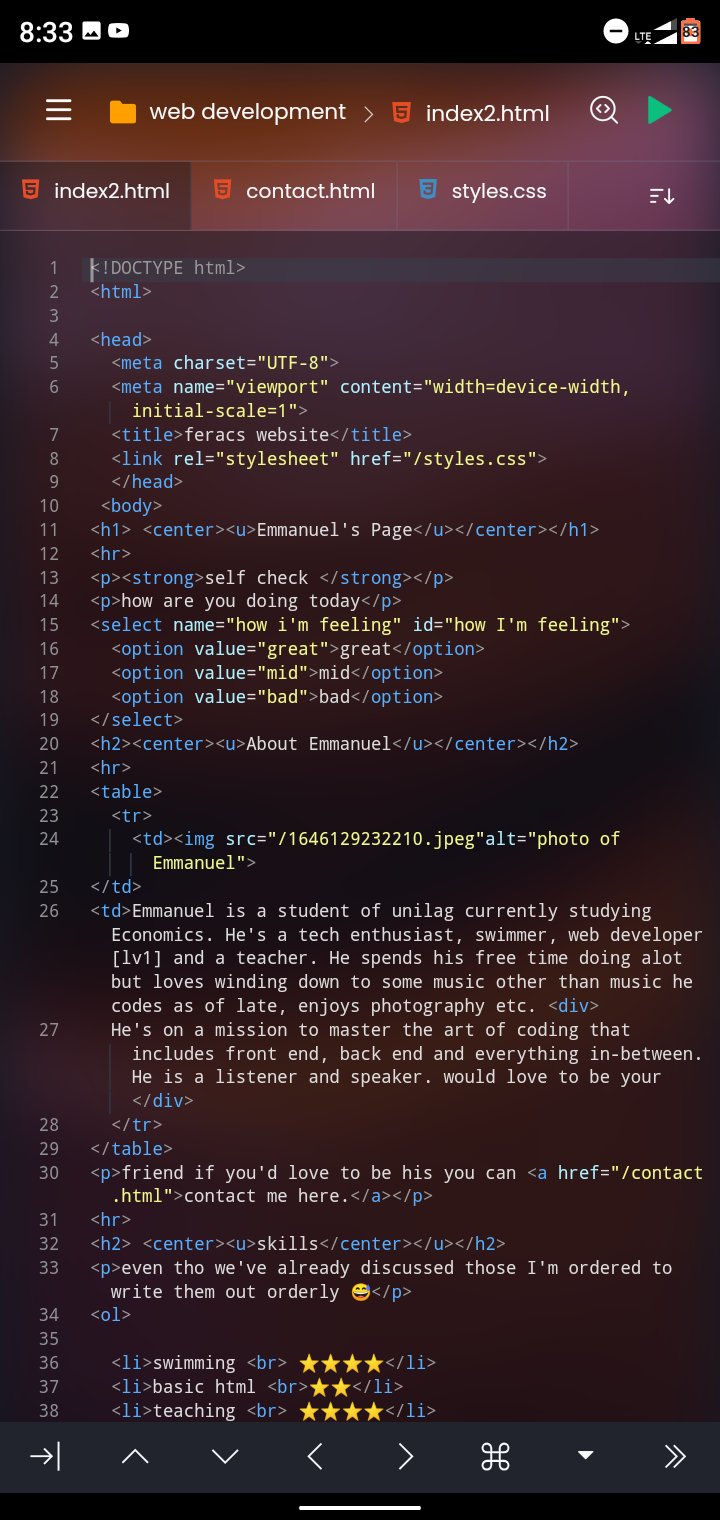 8:33
LTE
83
web development > index2.html
index2.html contact.html styles.css
1 <!DOCTYPE html>
2 <html>
3
4 <head>
5 <meta charset="UTF-8">
6 <meta name="viewport" content="width=device-width,
initial-scale=1">
7 <title>feracs website</title>
8 <link rel="stylesheet" href="/styles.css">
9 </head>
10 <body>
11 <h1> <center><u>Emmanuel's Page</u></center></h1>
12 <hr>
13 <p><strong>self check </strong></p>
14 <p>how are you doing today</p>
15 <select name="how i'm feeling" id="how I'm feeling">
16 <option value="great">great</option>
17 <option value="mid">mid</option>
18 <option value="bad">bad</option>
19 </select>
20 <h2><center><u>About Emmanuel</u></center></h2>
21 <hr>
22 <table>
23 <tr>
24 <td><img src="/1646129232210.jpeg"alt="photo of
Emmanuel">
25 </td>
26 <td>Emmanuel is a student of unilag currently studying
Economics. He's a tech enthusiast, swimmer, web developer
[lv1] and a teacher. He spends his free time doing alot
but loves winding down to some music other than music he
codes as of late, enjoys photography etc. <div>
27 He's on a mission to master the art of coding that
includes front end, back end and everything in-between.
He is a listener and speaker. would love to be your
</div>
28 </tr>
29 </table>
30 <p>friend if you'd love to be his you can <a href="/contact
.html">contact me here.</a></p>
31 <hr>
32 <h2> <center><u>skills</center></u></h2>
33 <p>even tho we've already discussed those I'm ordered to
write them out orderly 😅</p>
34 <ol>
35
36 <li>swimming <br> ⭐⭐⭐⭐</li>
37 <li>basic html <br>⭐⭐</li>
38 <li>teaching <br> ⭐⭐⭐⭐</li>